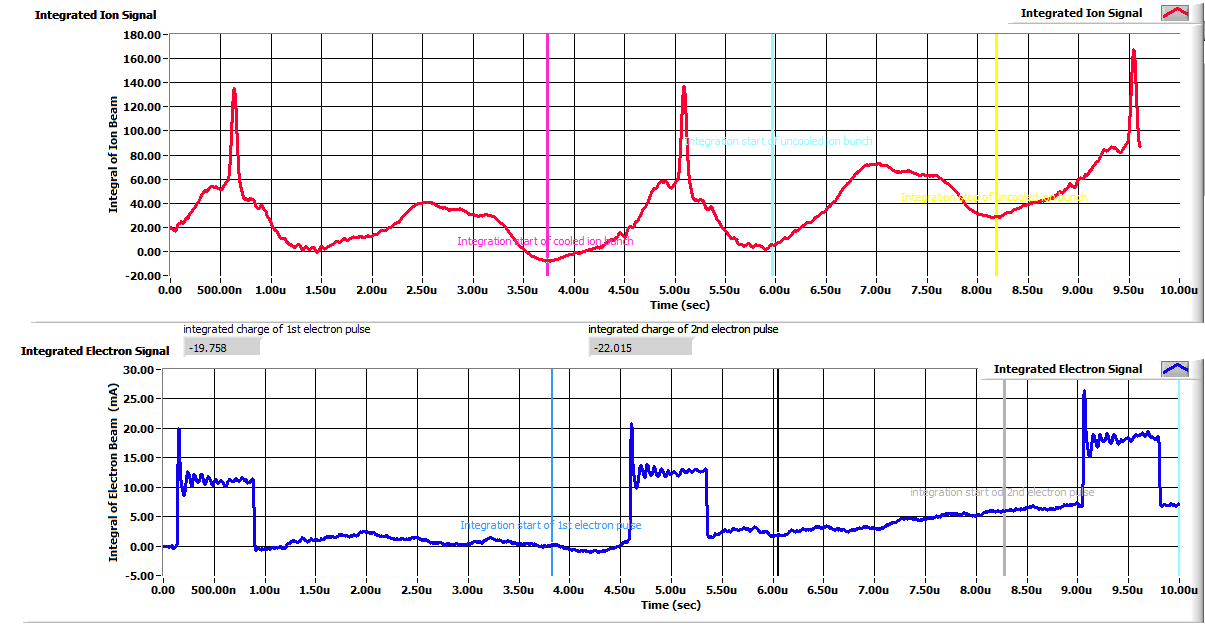 Integrated Ion Signal
Integrated Ion Signal
Integral of Ion Beam
180.00
160.00
140.00
120.00
100.00
80.00
60.00
40.00
20.00
0.00
-20.00
Integration start of uncooled ion bunch
Integration start of uncooled ion bunch
Integration start of cooled ion bunch
0.00 500.00n 1.00u 1.50u 2.00u 2.50u 3.00u 3.50u 4.00u 4.50u 5.00u 5.50u 6.00u 6.50u 7.00u 7.50u 8.00u 8.50u 9.00u 9.50u 10.00u
Time (sec)
integrated charge of 1st electron pulse
-19.758
integrated charge of 2nd electron pulse
-22.015
Integrated Electron Signal
Integrated Electron Signal
Integral of Electron Beam (mA)
30.00
25.00
20.00
15.00
10.00
5.00
0.00
-5.00
integration start od 2nd electron pulse
Integration start of 1st electron pulse
0.00 500.00n 1.00u 1.50u 2.00u 2.50u 3.00u 3.50u 4.00u 4.50u 5.00u 5.50u 6.00u 6.50u 7.00u 7.50u 8.00u 8.50u 9.00u 9.50u 10.00u
Time (sec)